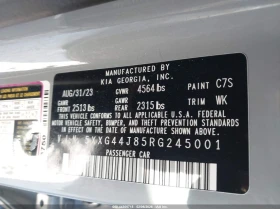 MANUFACTURED BY
KIA GEORGIA, INC.
AUG/31/23 GVWR 4564 lbs PAINT C7S
FRONT 2513 lbs REAR 2315 lbs TRIM WK
THIS VEHICLE CONFORMS TO ALL APPLICABLE U.S.A. FEDERAL
MOTOR VEHICLE SAFETY, BUMPER, AND THEFT PREVENTION
STANDARDS IN EFFECT ON THE DATE OF MANUFACTURE SHOWN ABOVE.
5XXG44J85RG245001
PASSENGER CAR